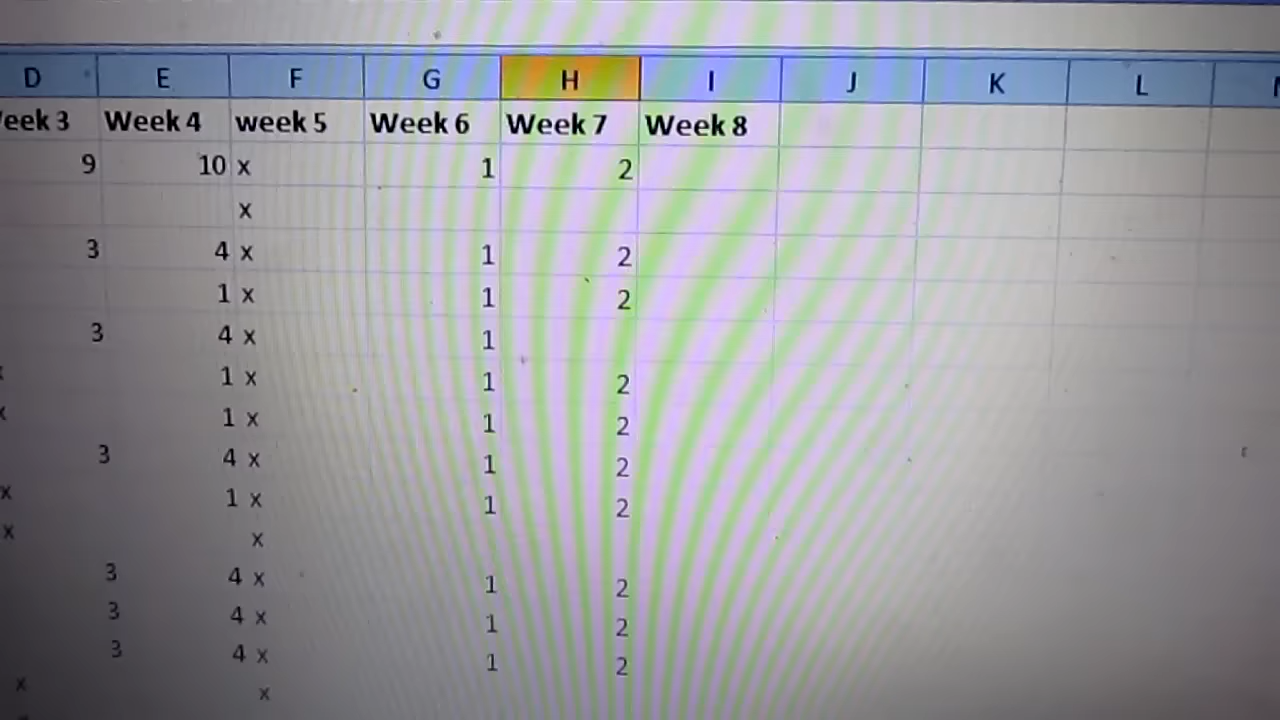 D E F G H I J K L
eek 3 Week 4 week 5 Week 6 Week 7 Week 8
9 10 x 1 2
x
3 4 x 1 2
1 x 1 2
3 4 x 1
1 x 1 2
x 1 x 1 2
3 4 x 1 2
x 1 x 1 2
x x
3 4 x 1 2
3 4 x 1 2
3 4 x 1 2
x x